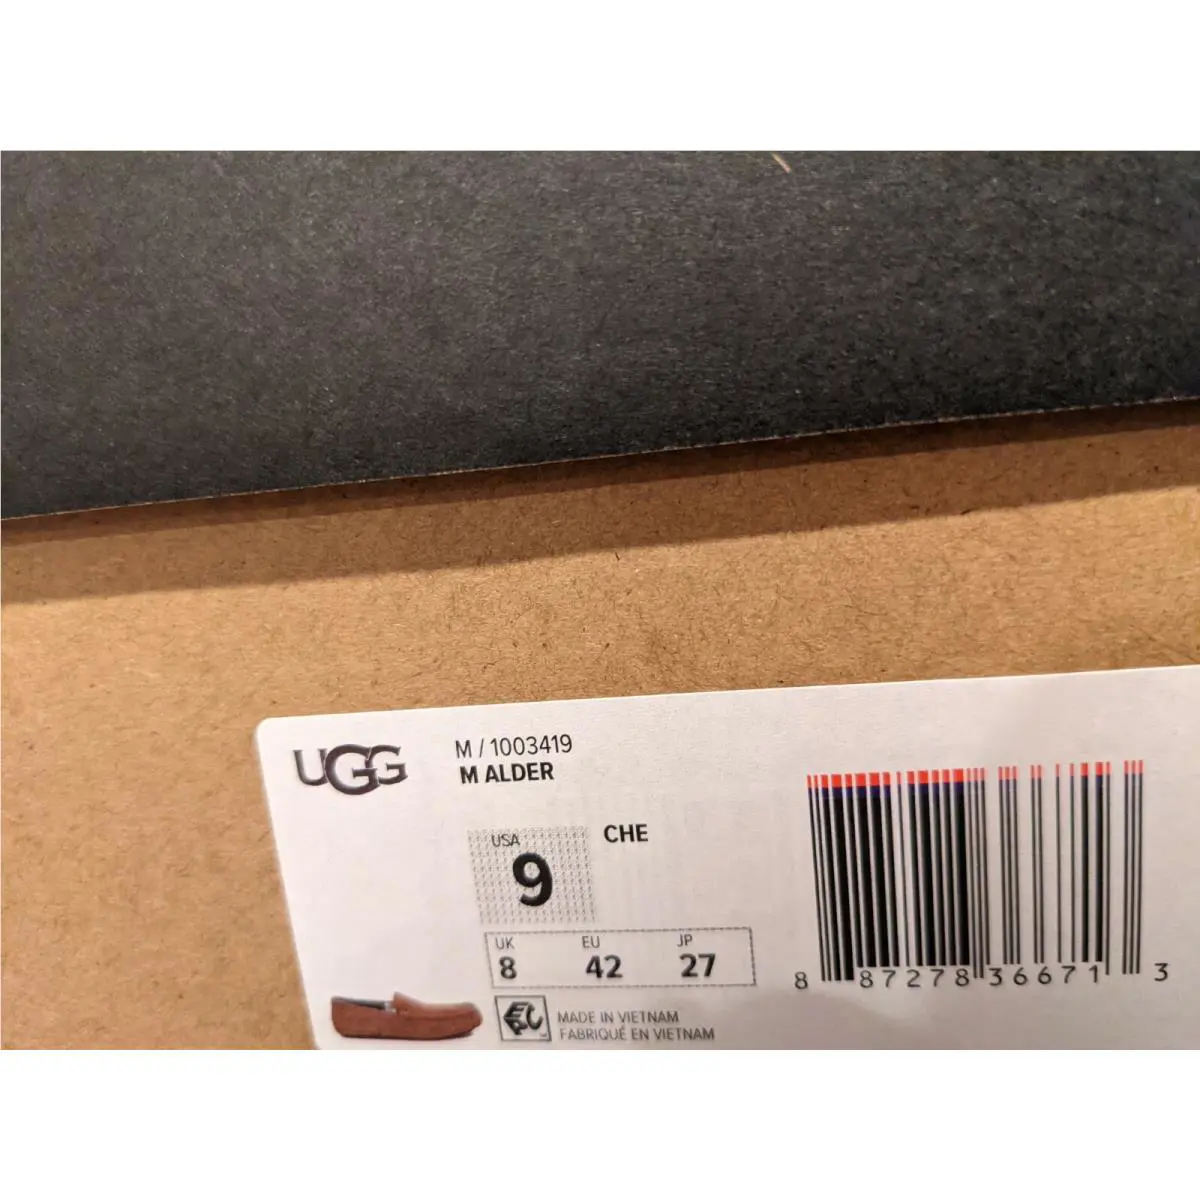 UGG
M / 1003419
M ALDER
USA
9
CHE
UK EU JP
8 42 27
MADE IN VIETNAM
FABRIQUÉ EN VIETNAM
8 87278 36671 3